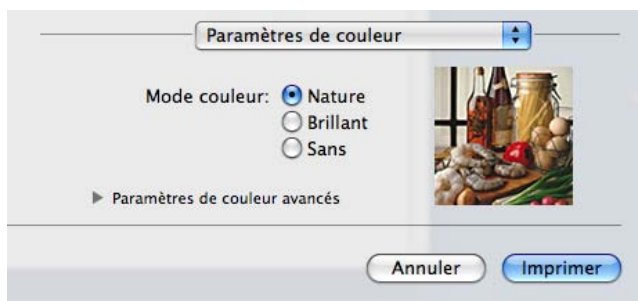 Paramètres de couleur
Mode couleur: Nature
Brillant
Sans
Paramètres de couleur avancés
Annuler Imprimer